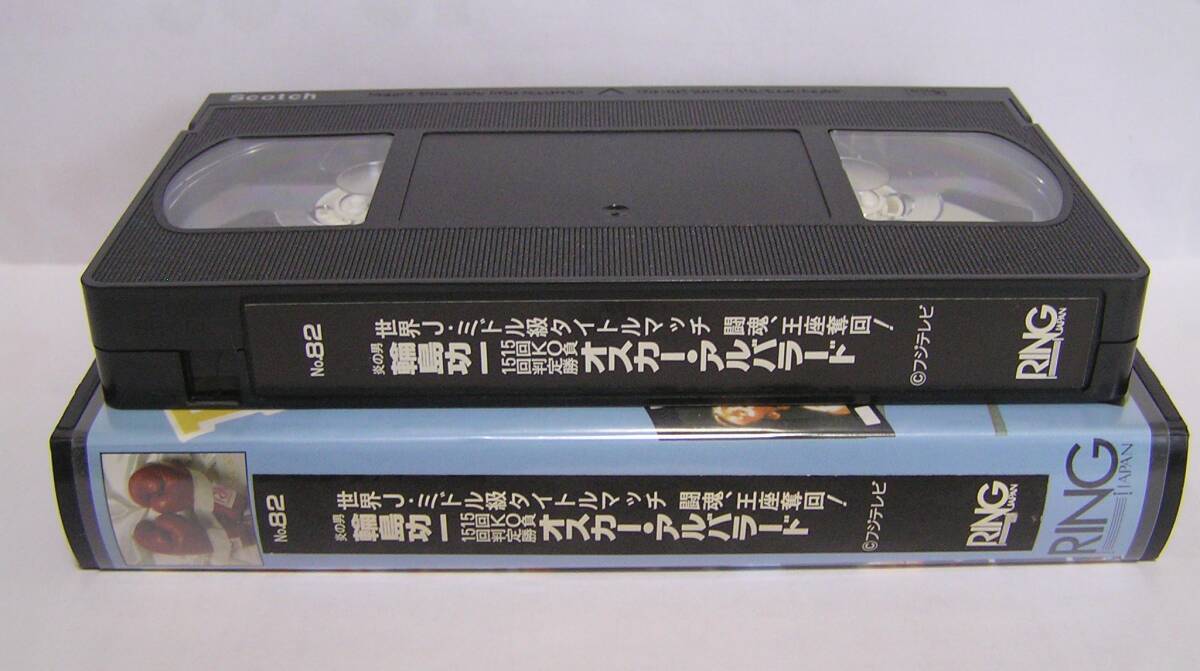 Scotch
No.82
世界J・ミドル級タイトルマッチ 闘魂、王座奪回!
炎の男
輪島功一
15回KO負
15回判定勝
オスカー・アルバラード
©フジテレビ
RING
JAPAN
No.82
世界J・ミドル級タイトルマッチ 闘魂、王座奪回!
炎の男
輪島功一
15回KO負
15回判定勝
オスカー・アルバラード
©フジテレビ
RING
JAPAN
RING
JAPAN